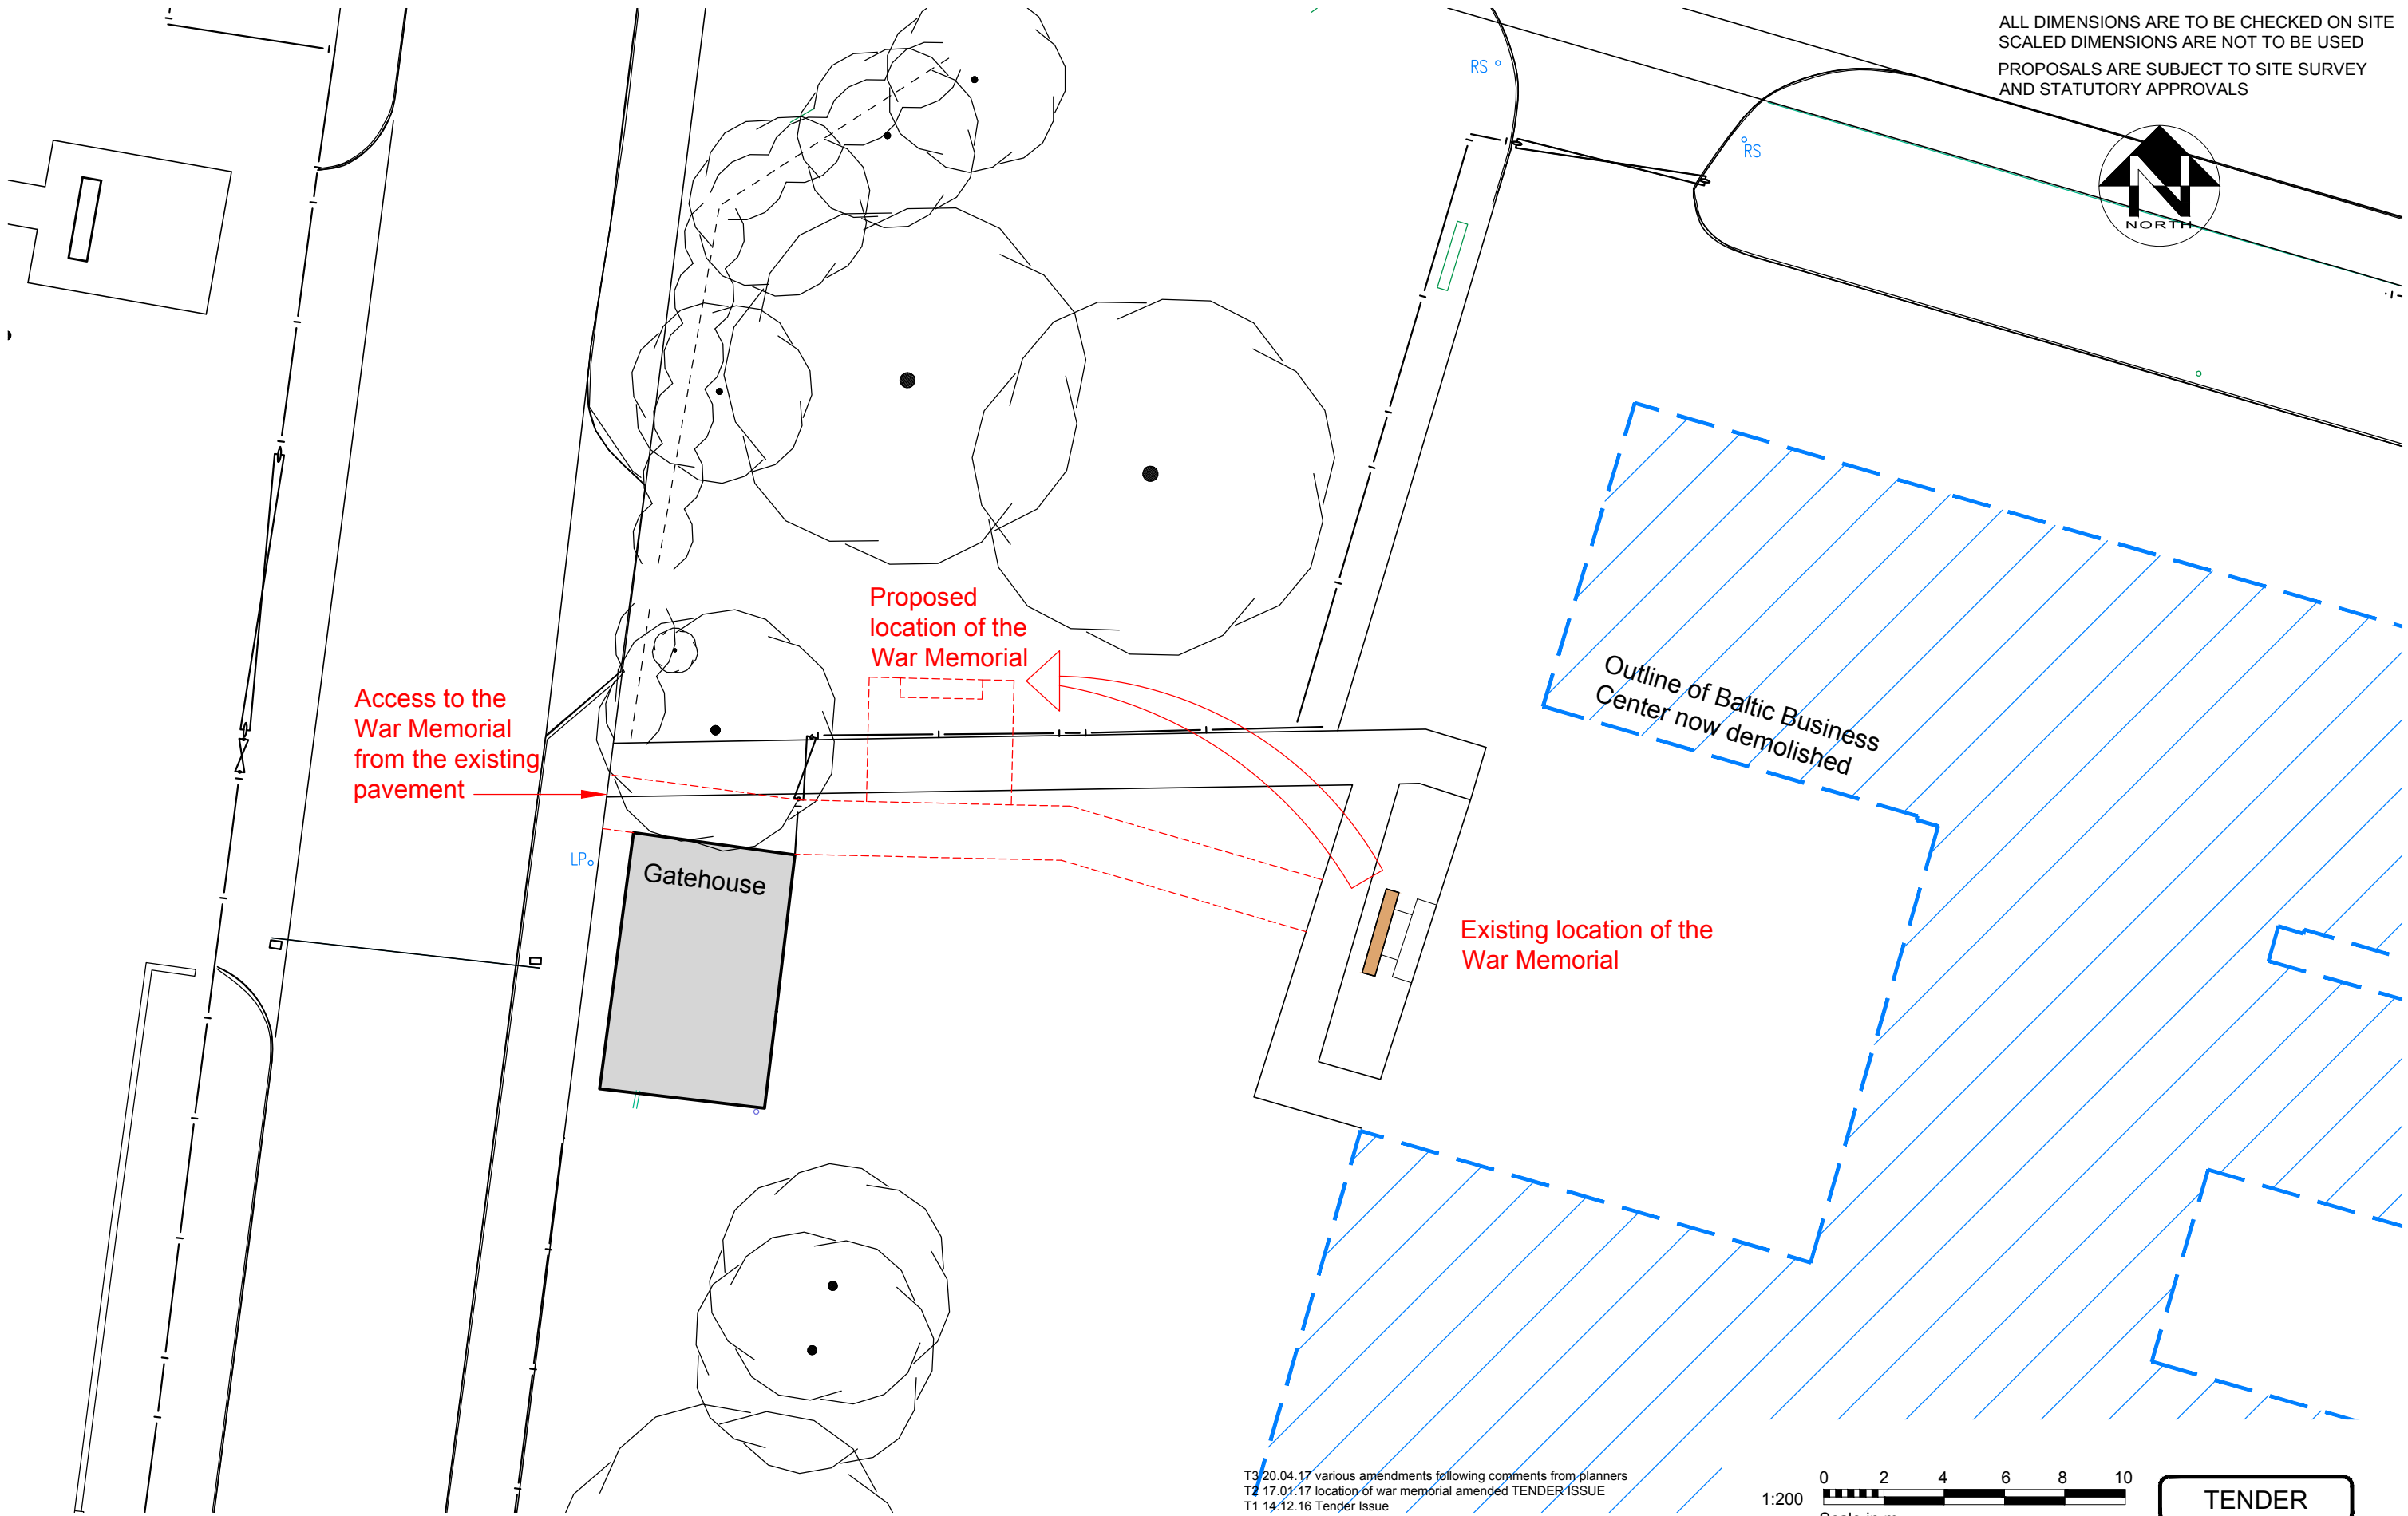 ALL DIMENSIONS ARE TO BE CHECKED ON SITE
SCALED DIMENSIONS ARE NOT TO BE USED
PROPOSALS ARE SUBJECT TO SITE SURVEY
AND STATUTORY APPROVALS
RS
RS
N
NORTH
Proposed
location of the
War Memorial
Access to the
War Memorial
from the existing
pavement
Outline of Baltic Business
Center now demolished
LP
Gatehouse
Existing location of the
War Memorial
T3 20.04.17 various amendments following comments from planners
T2 17.01.17 location of war memorial amended TENDER ISSUE
T1 14.12.16 Tender Issue
0 2 4 6 8 10
1:200
Scale in m
TENDER